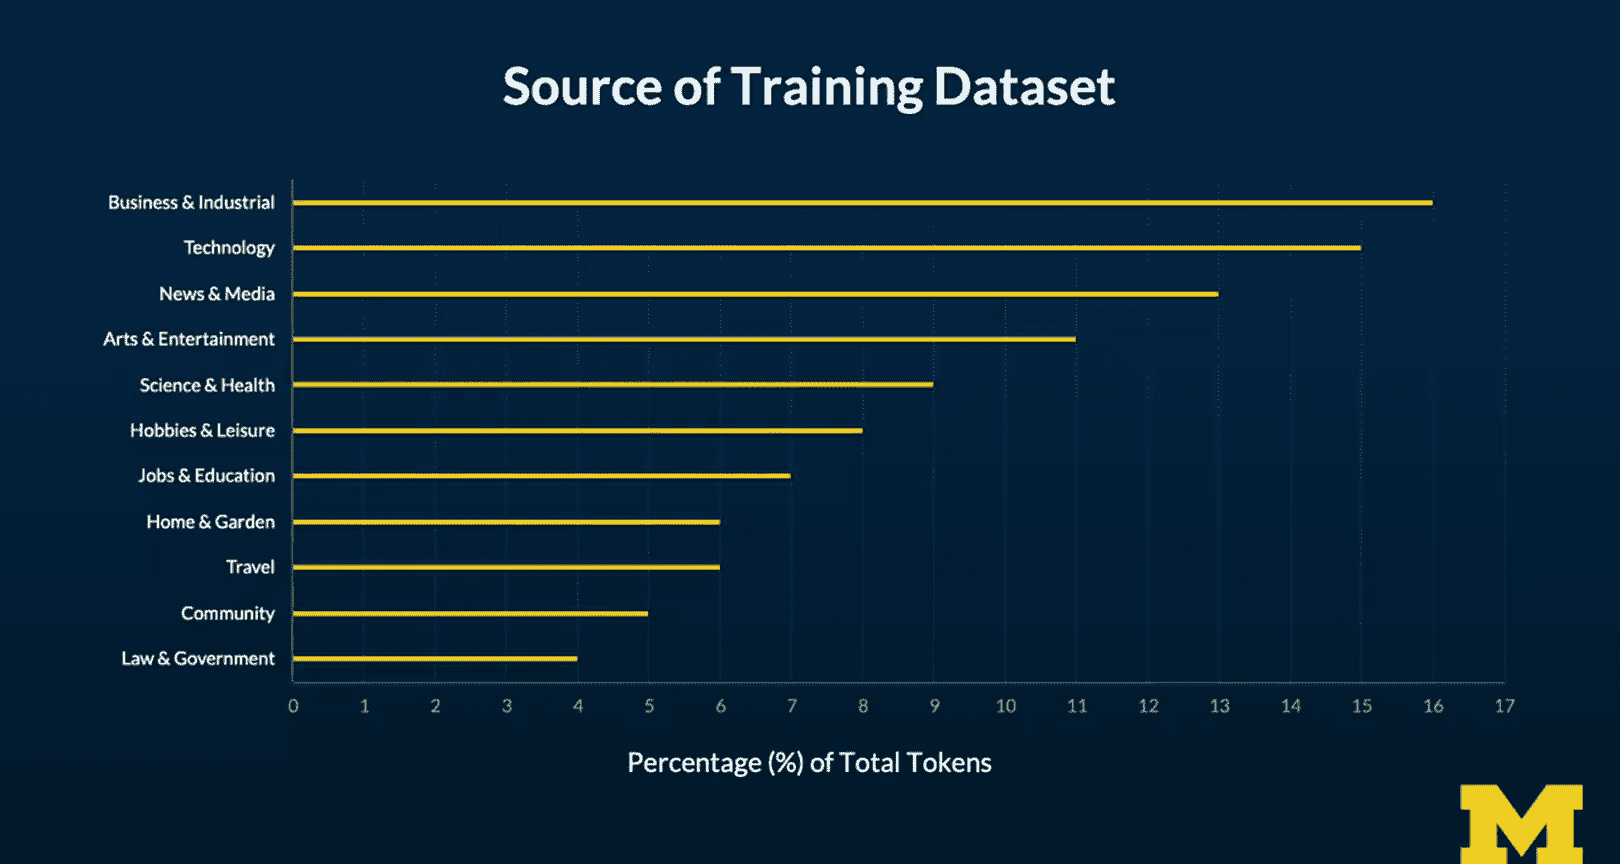 Source of Training Dataset
Business & Industrial
Technology
News & Media
Arts & Entertainment
Science & Health
Hobbies & Leisure
Jobs & Education
Home & Garden
Travel
Community
Law & Government
0 1 2 3 4 5 6 7 8 9 10 11 12 13 14 15 16 17
Percentage (%) of Total Tokens
M